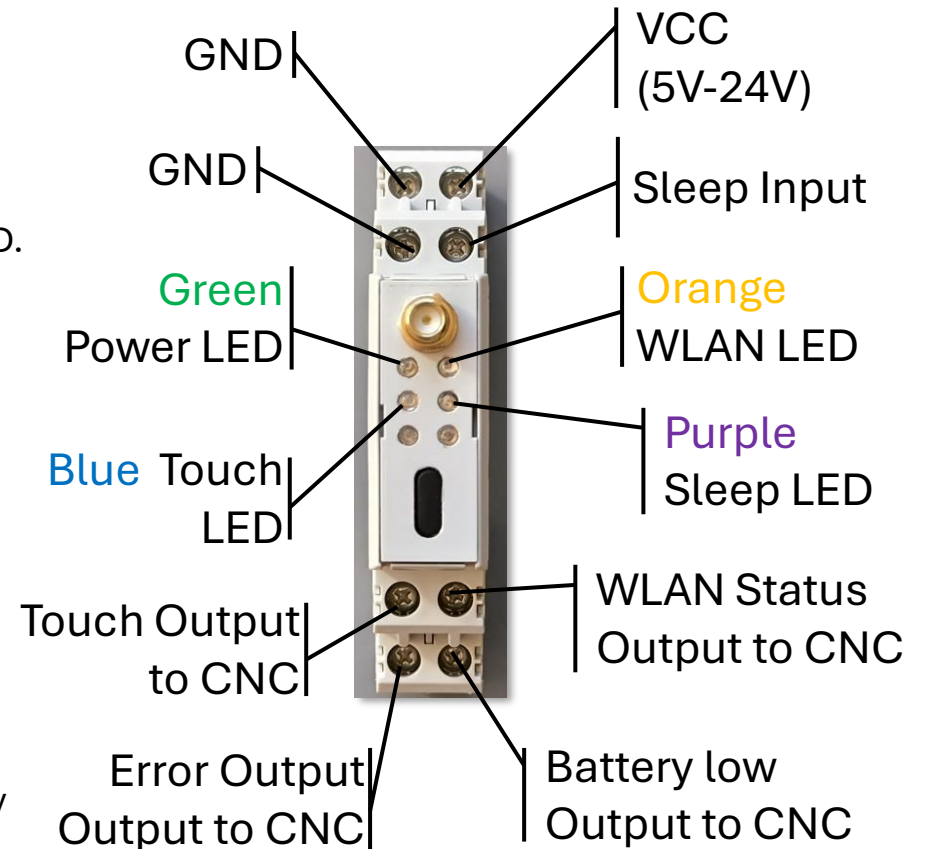 GND
VCC
(5V-24V)
GND
Sleep Input
D.
Green
Power LED
Orange
WLAN LED
Blue Touch
LED
Purple
Sleep LED
Touch Output
to CNC
WLAN Status
Output to CNC
Error Output
Output to CNC
Battery low
Output to CNC